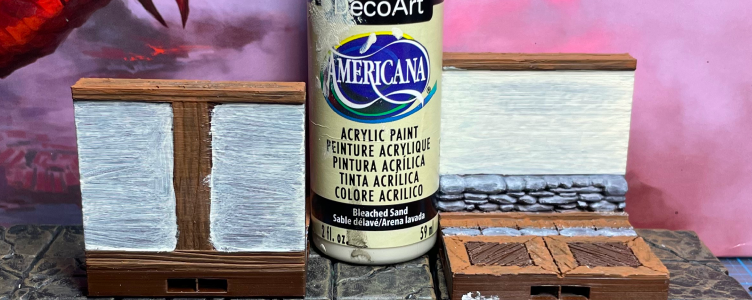 DecoArt
AMERICANA®
ACRYLIC PAINT
PEINTURE ACRYLIQUE
PINTURA ACRÍLICA
TINTA ACRÍLICA
COLORE ACRILICO
Bleached Sand
Sable délavé/Arena lavada
2 fl. oz. 59 ml